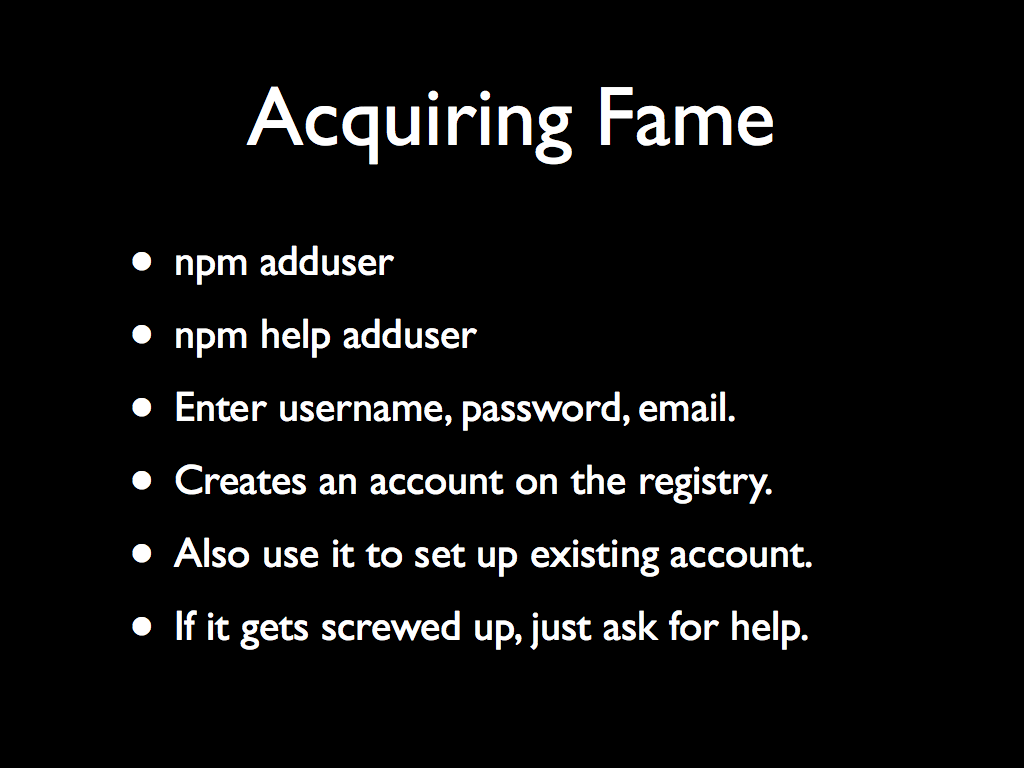 Acquiring Fame
• npm adduser
• npm help adduser
• Enter username, password, email.
• Creates an account on the registry.
• Also use it to set up existing account.
• If it gets screwed up, just ask for help.